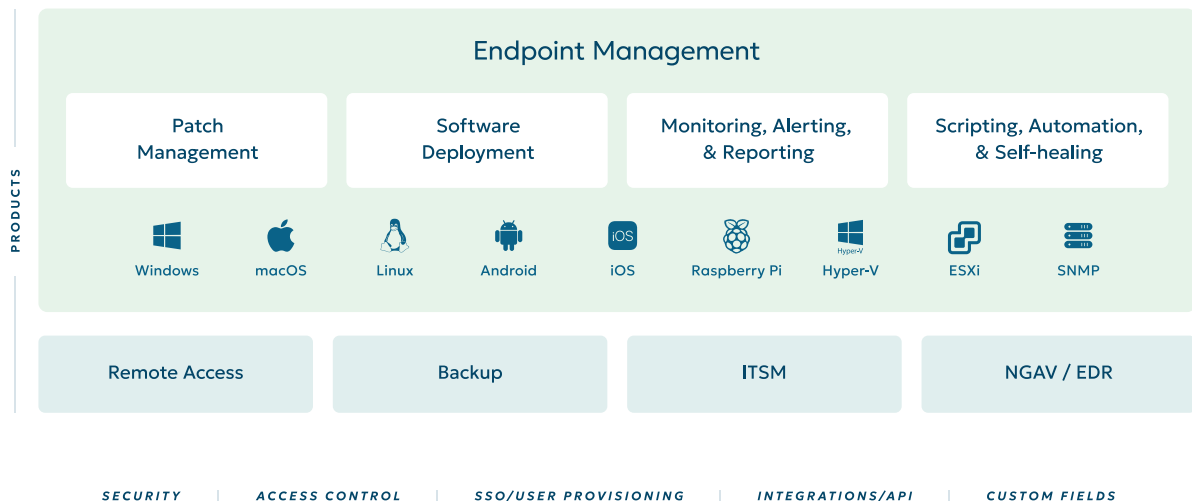 Endpoint Management
Patch
Management
Software
Deployment
Monitoring, Alerting,
& Reporting
Scripting, Automation,
& Self-healing
PRODUCTS
iOS
Hyper-V
Windows
macOS
Linux
Android
iOS
Raspberry Pi
Hyper-V
ESXi
SNMP
Remote Access
Backup
ITSM
NGAV / EDR
SECURITY
ACCESS CONTROL
SSO/USER PROVISIONING
INTEGRATIONS/API
CUSTOM FIELDS